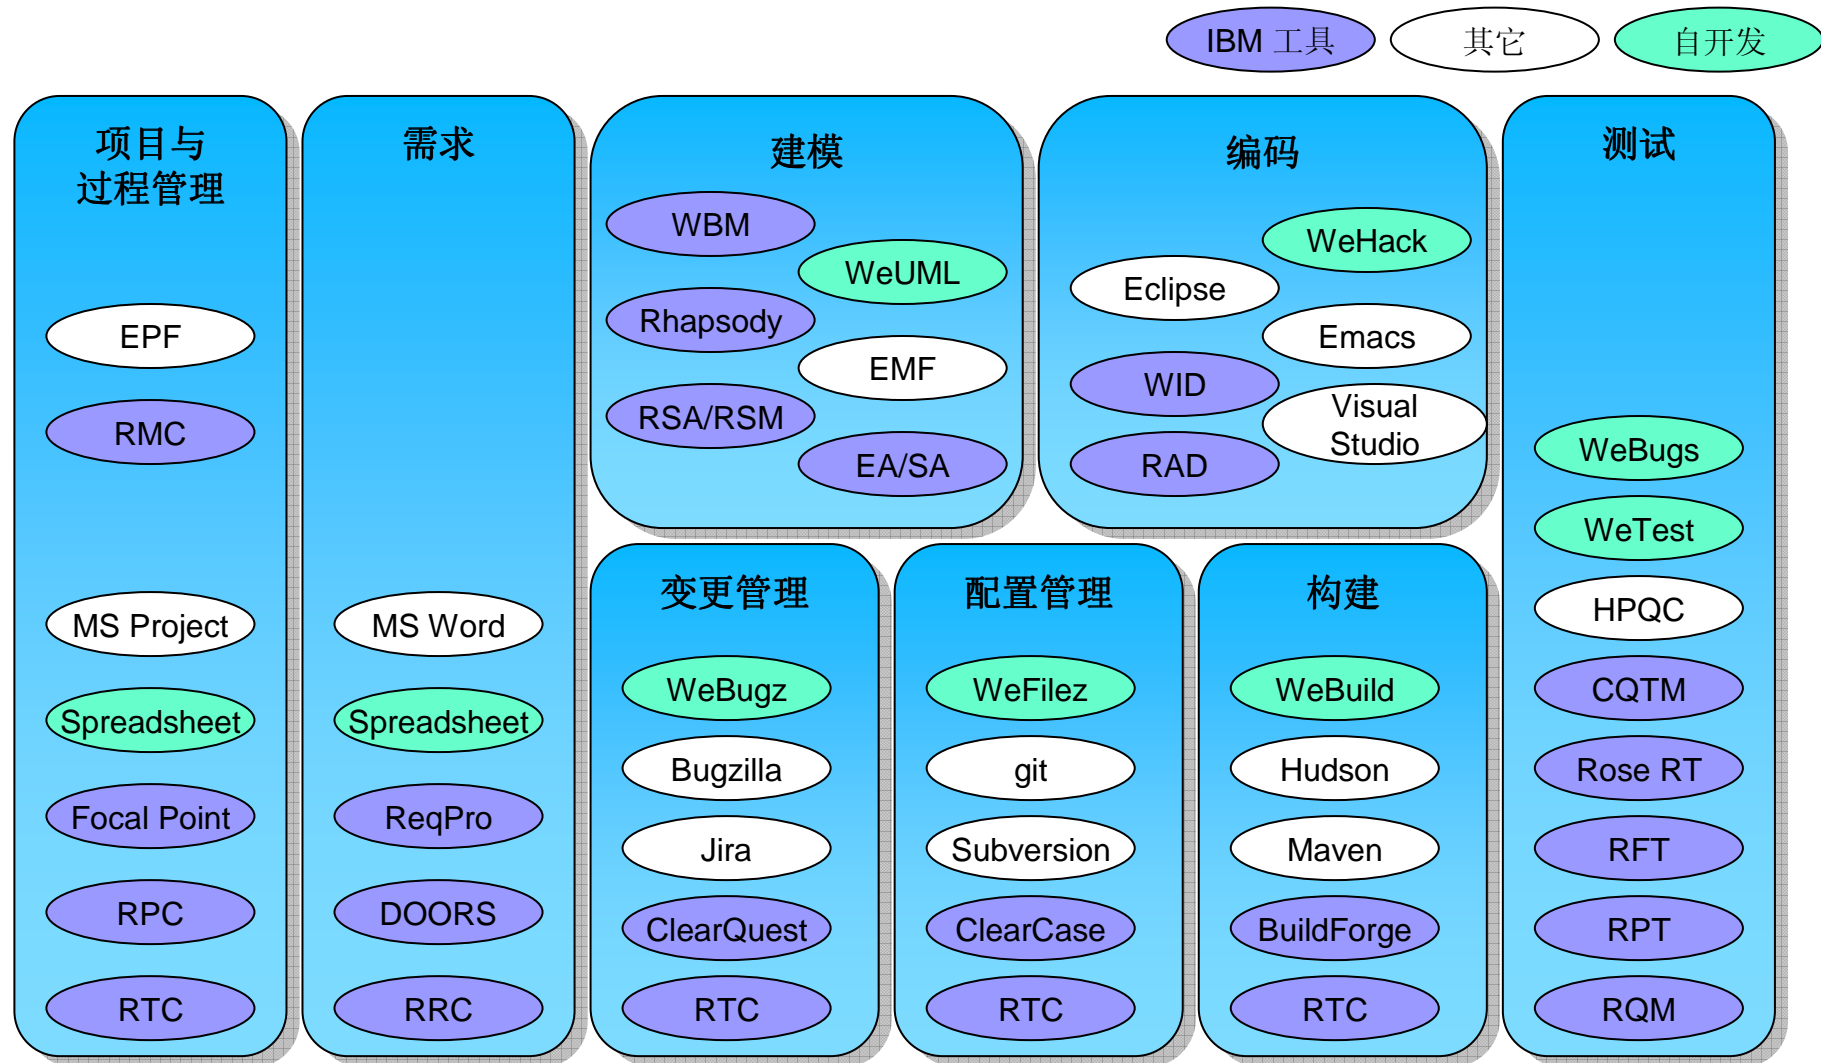 IBM 工具
其它
自开发
项目与
过程管理
EPF
RMC
MS Project
Spreadsheet
Focal Point
RPC
RTC
需求
MS Word
Spreadsheet
ReqPro
DOORS
RRC
建模
WBM
WeUML
Rhapsody
EMF
RSA/RSM
EA/SA
编码
WeHack
Eclipse
Emacs
WID
Visual
Studio
RAD
变更管理
WeBugz
Bugzilla
Jira
ClearQuest
RTC
配置管理
WeFilez
git
Subversion
ClearCase
RTC
构建
WeBuild
Hudson
Maven
BuildForge
RTC
测试
WeBugs
WeTest
HPQC
CQTM
Rose RT
RFT
RPT
RQM